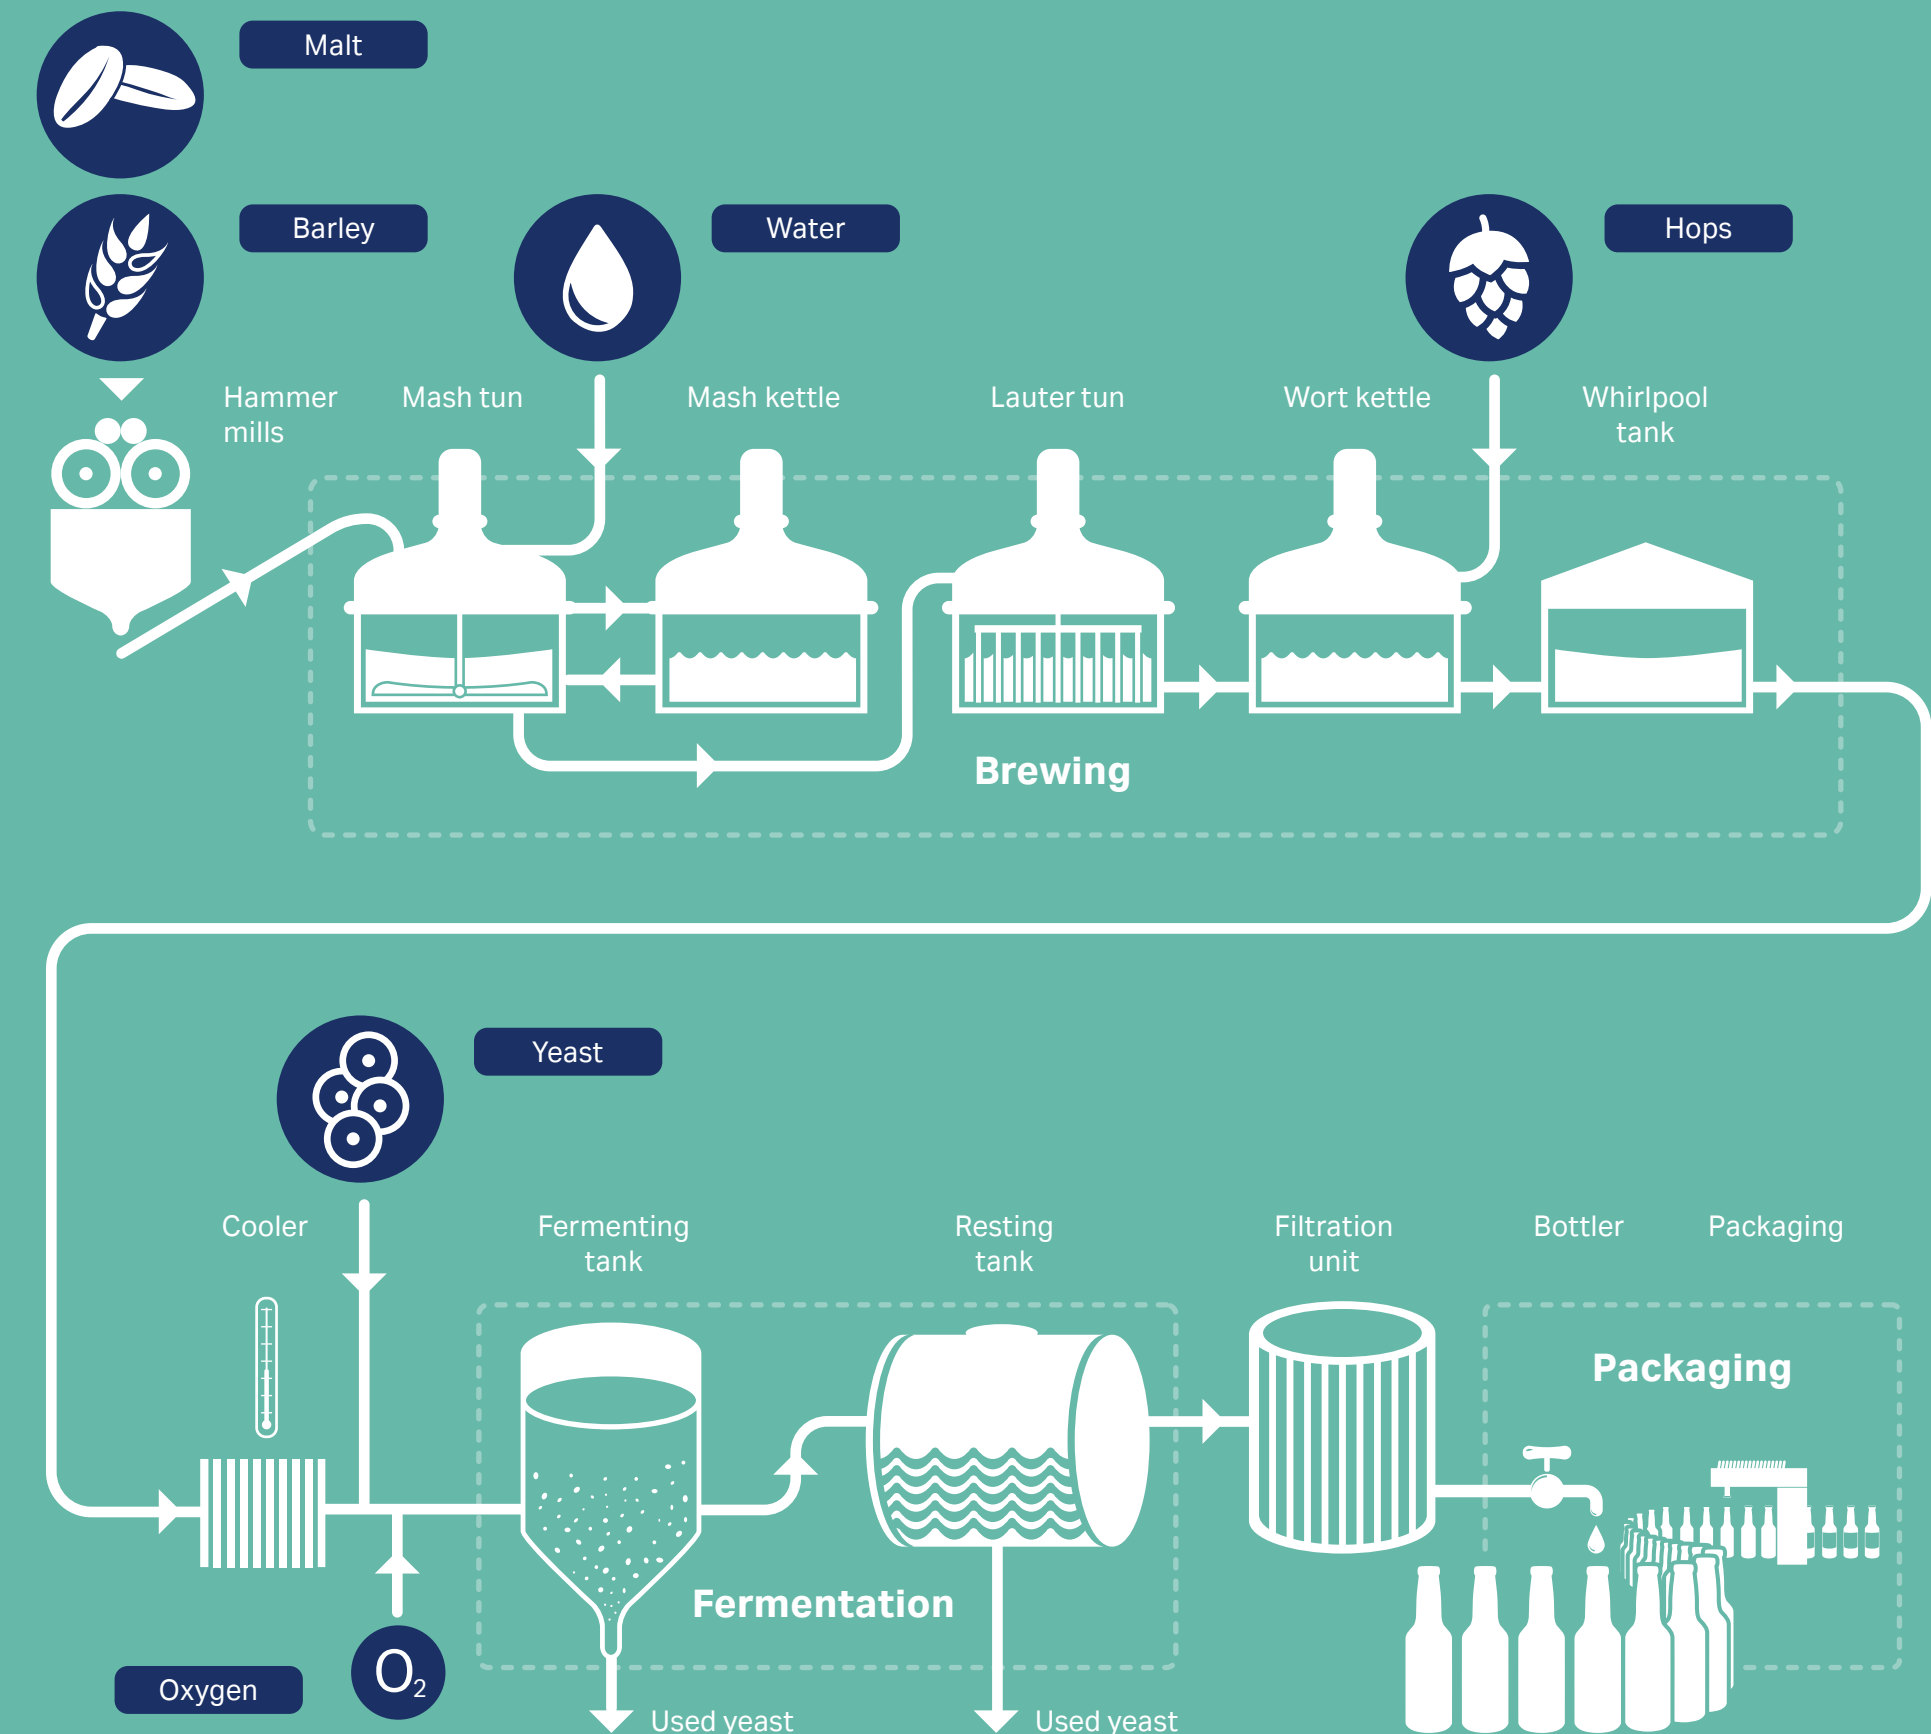 Malt
Barley
Water
Hops
Hammer
mills
Mash tun
Mash kettle
Lauter tun
Wort kettle
Whirlpool
tank
Brewing
Yeast
Cooler
Fermenting
tank
Resting
tank
Filtration
unit
Bottler
Packaging
Packaging
Fermentation
Oxygen
O₂
Used yeast
Used yeast